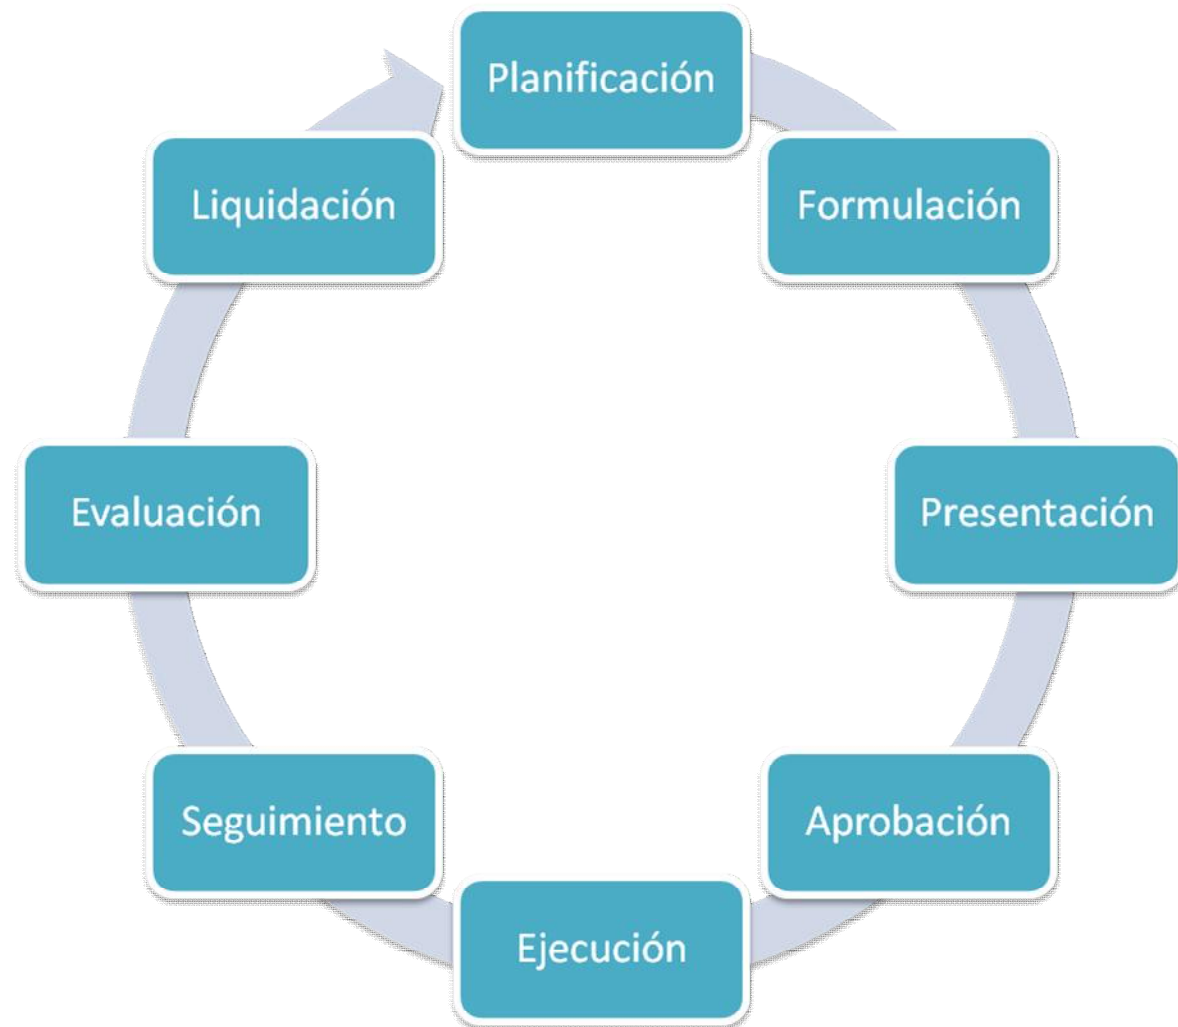 Planificación
Formulación
Presentación
Aprobación
Ejecución
Seguimiento
Evaluación
Liquidación